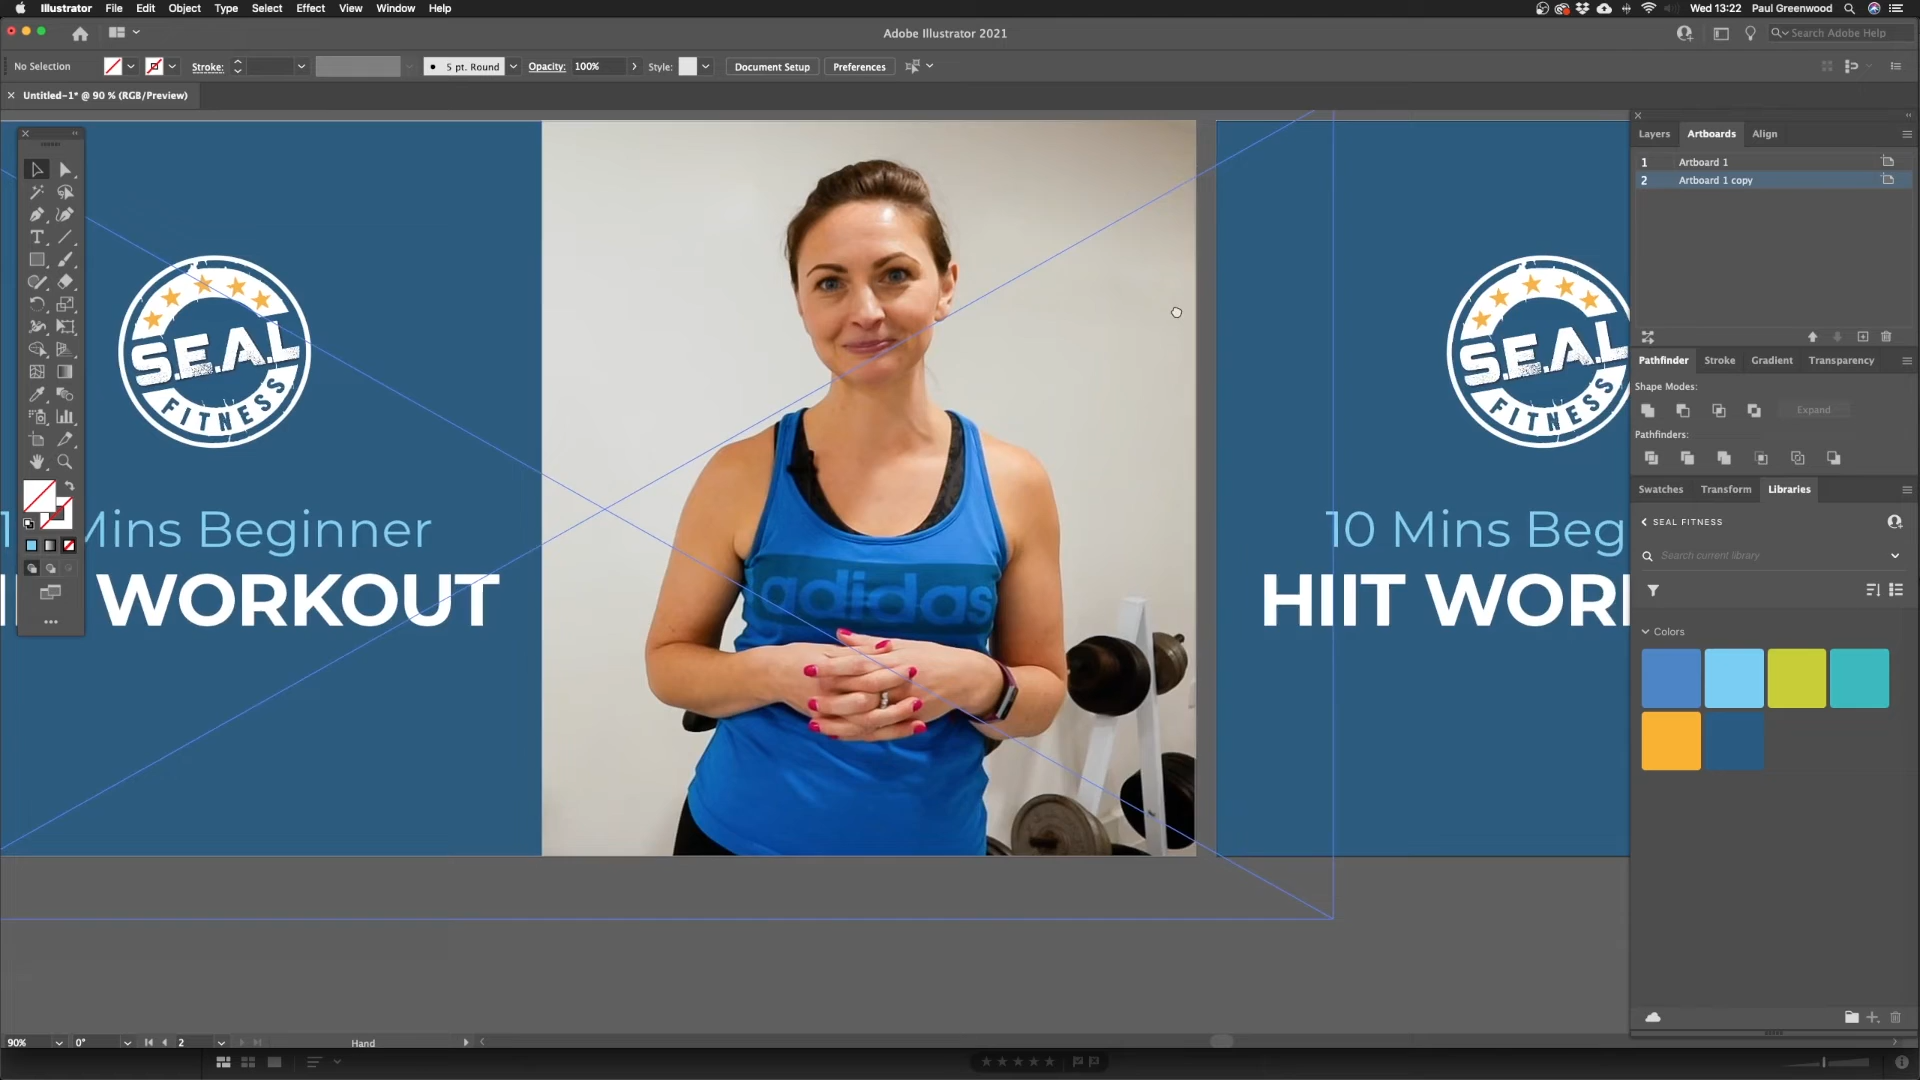 Illustrator File Edit Object Type Select Effect View Window Help
Wed 13:22 Paul Greenwood
Adobe Illustrator 2021
Search Adobe Help
No Selection
Stroke:
5 pt. Round
Opacity: 100%
Style:
Document Setup
Preferences
× Untitled-1* @ 90 % (RGB/Preview)
Layers Artboards Align
1 Artboard 1
2 Artboard 1 copy
Pathfinder Stroke Gradient Transparency
Shape Modes:
Expand
Pathfinders:
Swatches Transform Libraries
SEAL FITNESS
Search current library
Colors
S.E.A.L
FITNESS
1 Mins Beginner
WORKOUT
adidas
S.E.A.L
FITNESS
10 Mins Beg
HIIT WOR
90% 0° 2 Hand